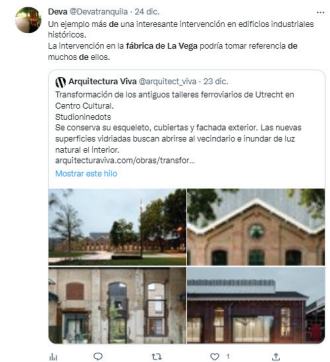 Deva @Devatranquila · 24 dic.
Un ejemplo más de una interesante intervención en edificios industriales
históricos.
La intervención en la fábrica de La Vega podría tomar referencia de
muchos de ellos.
Arquitectura Viva @arquitect_viva · 23 dic.
Transformación de los antiguos talleres ferroviarios de Utrecht en
Centro Cultural.
Studioninedots
Se conserva su esqueleto, cubiertas y fachada exterior. Las nuevas
superfícies vidriadas buscan abrirse al vecindario e inundar de luz
natural el interior.
arquitecturaviva.com/obras/transfor...
Mostrar este hilo
1